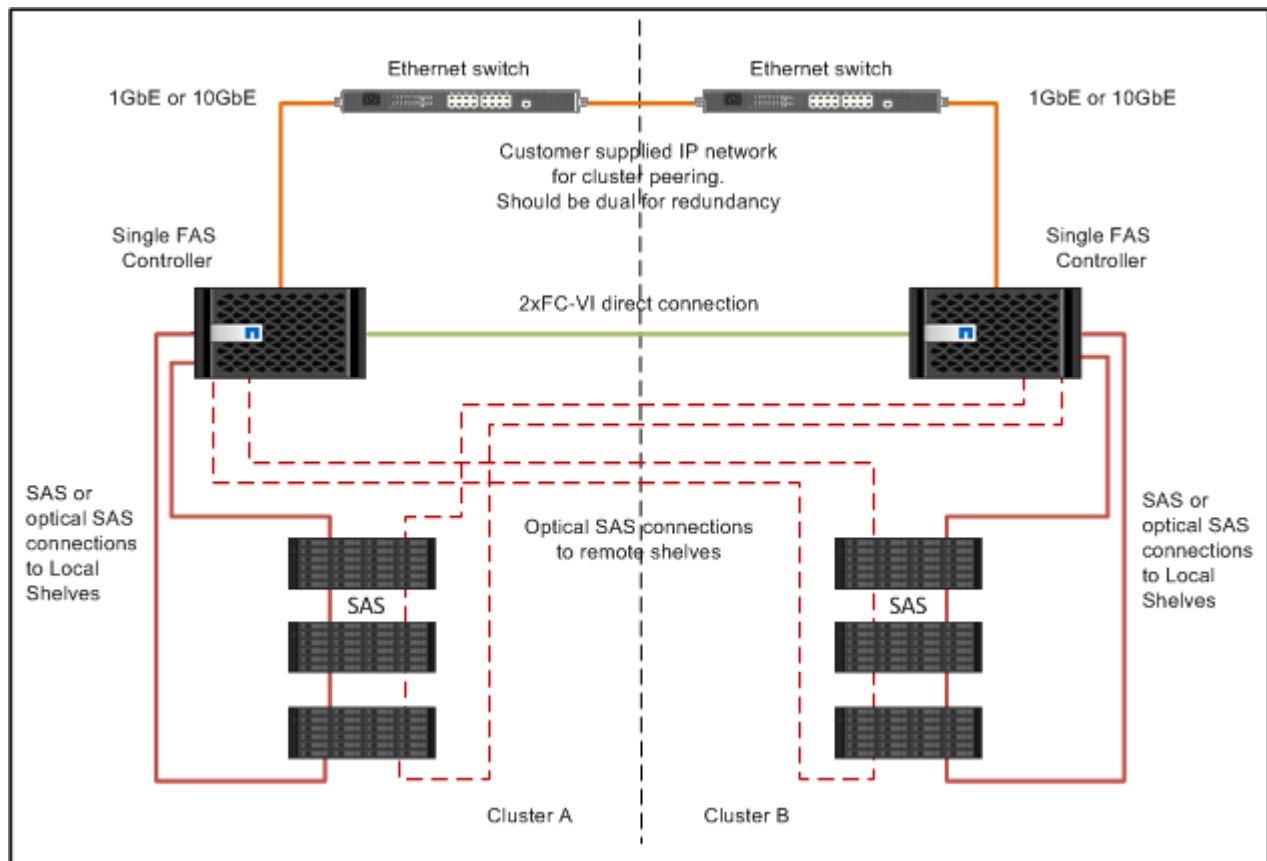 Ethernet switch
Ethernet switch
1GbE or 10GbE
1GbE or 10GbE
Customer supplied IP network
for cluster peering.
Should be dual for redundancy
Single FAS
Controller
Single FAS
Controller
2xFC-VI direct connection
SAS or
optical SAS
connections
to Local
Shelves
Optical SAS connections
to remote shelves
SAS or
optical SAS
connections
to Local
Shelves
SAS
SAS
Cluster A
Cluster B